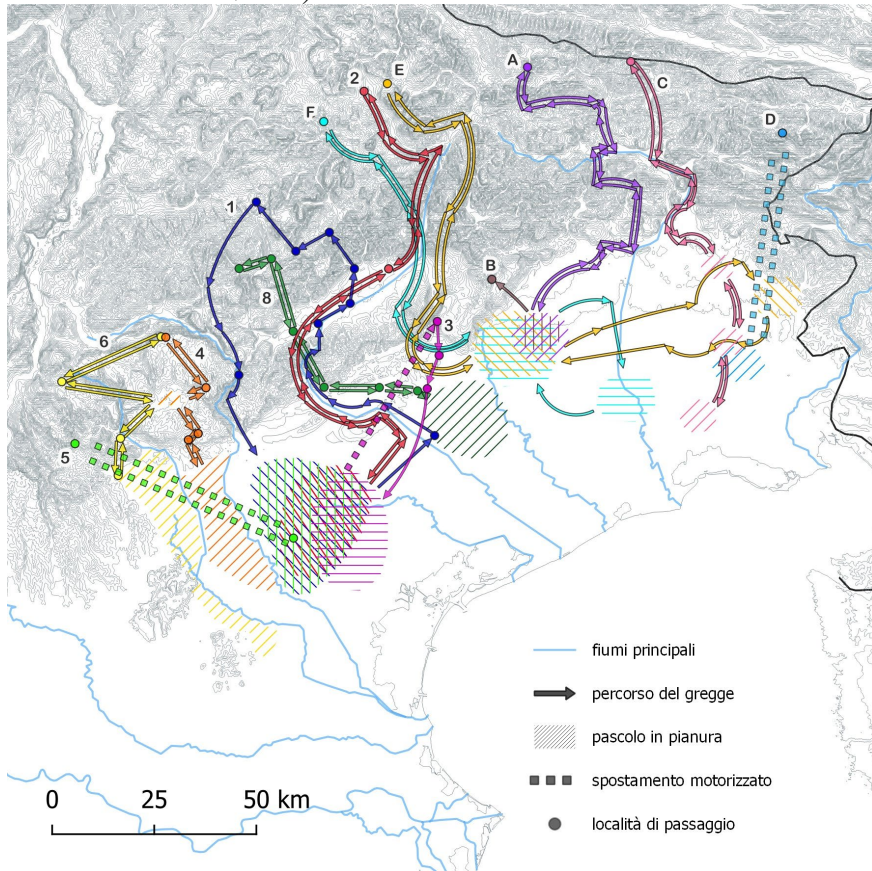 A
C
E
2
F
D
1
B
8
3
6
4
5
fiumi principali
percorso del gregge
pascolo in pianura
spostamento motorizzato
località di passaggio
0 25 50 km